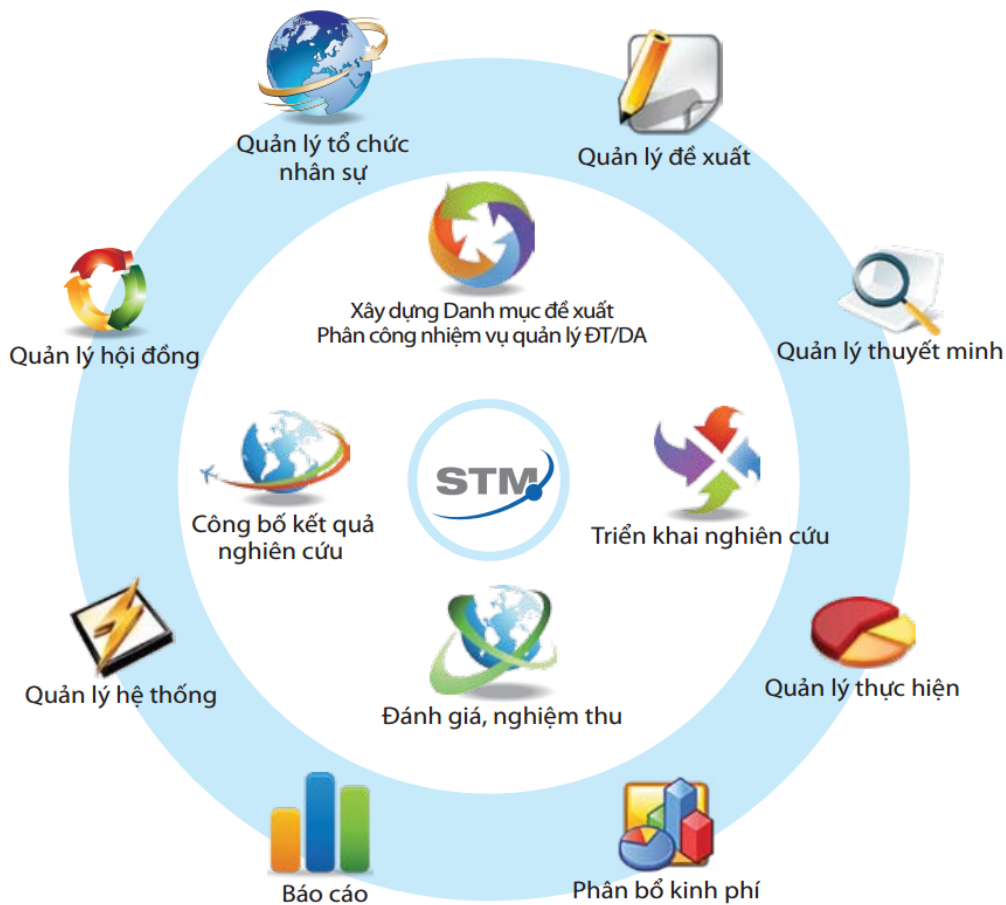 Quản lý tổ chức
nhân sự
Quản lý đề xuất
Xây dựng Danh mục đề xuất
Phân công nhiệm vụ quản lý ĐT/DA
Quản lý hội đồng
Quản lý thuyết minh
STM
Công bố kết quả
nghiên cứu
Triển khai nghiên cứu
Quản lý hệ thống
Đánh giá, nghiệm thu
Quản lý thực hiện
Báo cáo
Phân bổ kinh phí